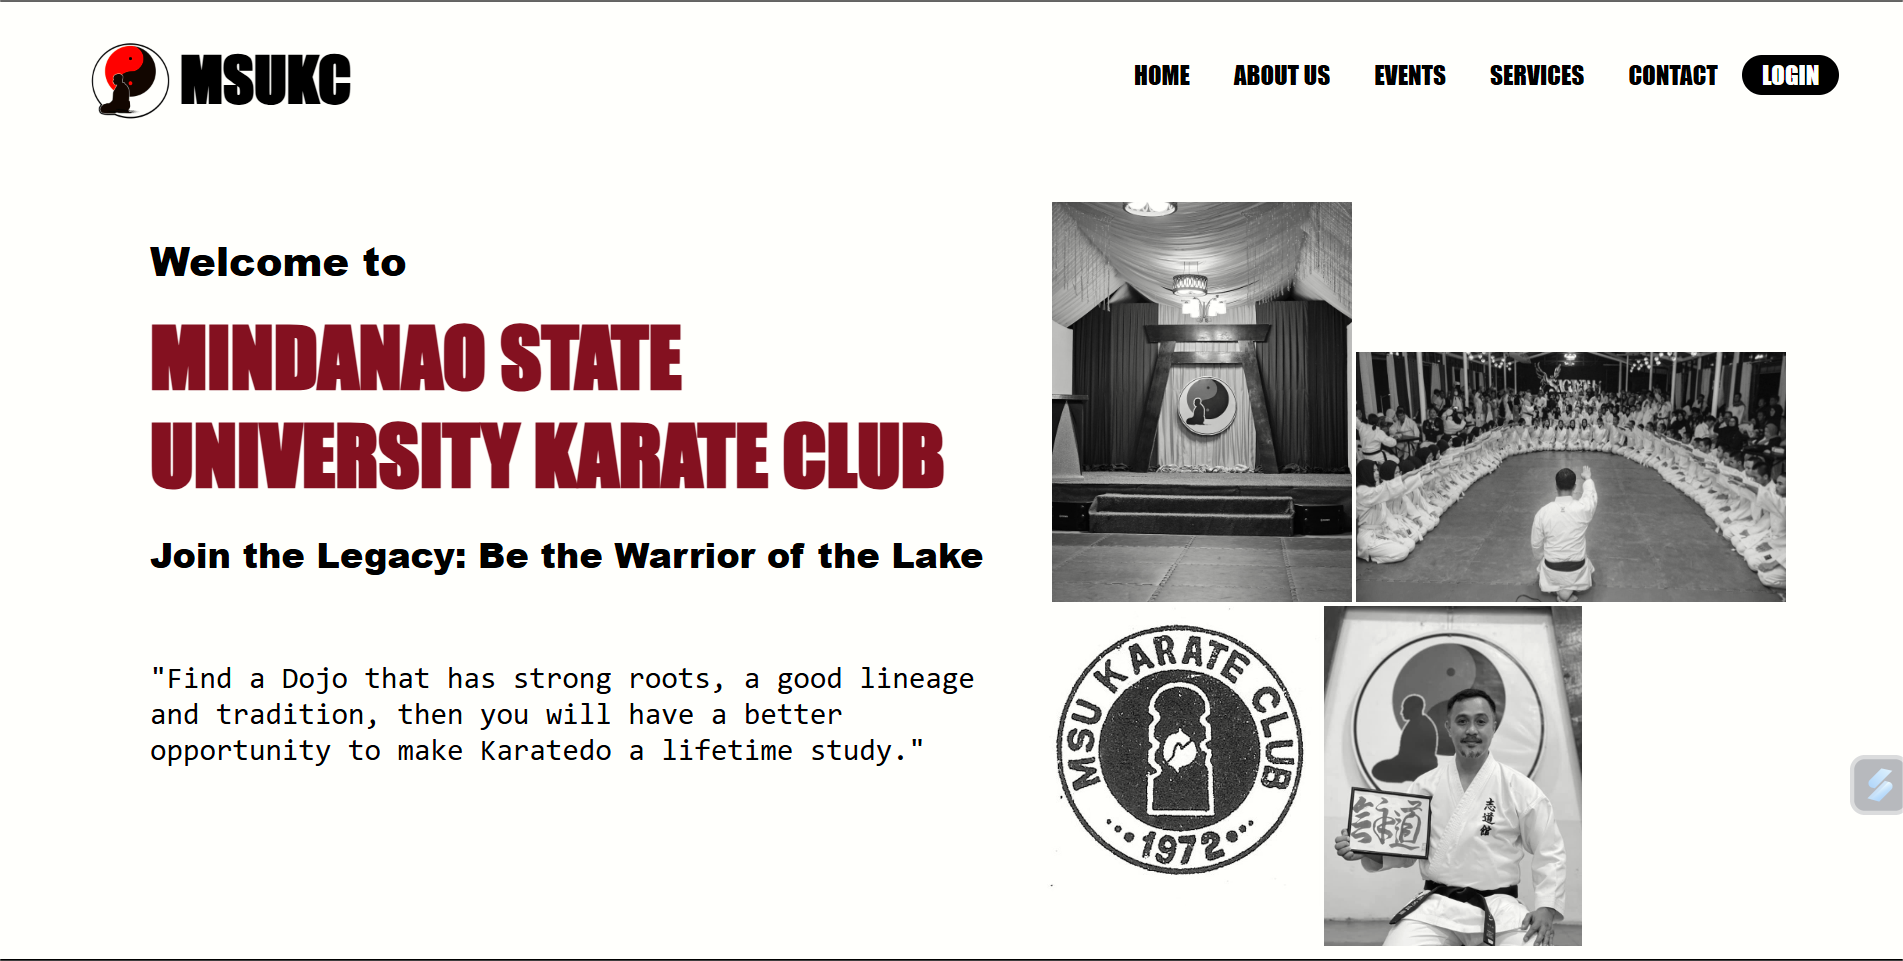 MSUKC
HOME ABOUT US EVENTS SERVICES CONTACT LOGIN
Welcome to
MINDANAO STATE
UNIVERSITY KARATE CLUB
Join the Legacy: Be the Warrior of the Lake
"Find a Dojo that has strong roots, a good lineage
and tradition, then you will have a better
opportunity to make Karatedo a lifetime study."
MSU KARATE CLUB
1972
志道館